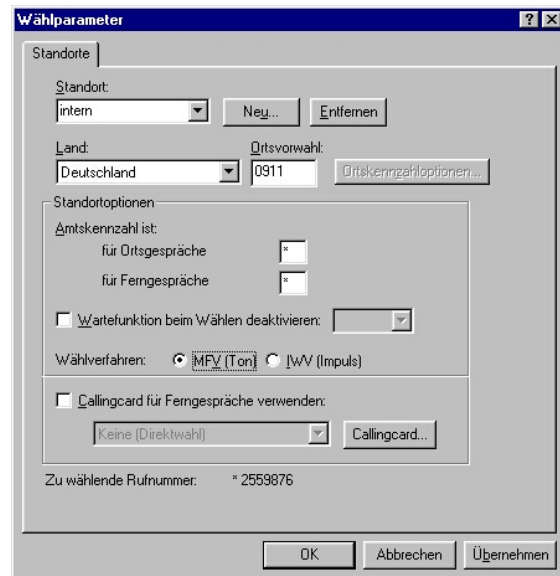 Wählparameter
Standorte
Standort:
intern
Neu...
Entfernen
Land:
Ortsvorwahl:
Deutschland
0911
Ortskennzahloptionen...
Standortoptionen
Amtskennzahl ist:
für Ortsgespräche
*
für Ferngespräche
*
Wartefunktion beim Wählen deaktivieren:
Wählverfahren:
MFV (Ton)
IWV (Impuls)
Callingcard für Ferngespräche verwenden:
Keine (Direktwahl)
Callingcard...
Zu wählende Rufnummer: * 2559876
OK
Abbrechen
Übernehmen